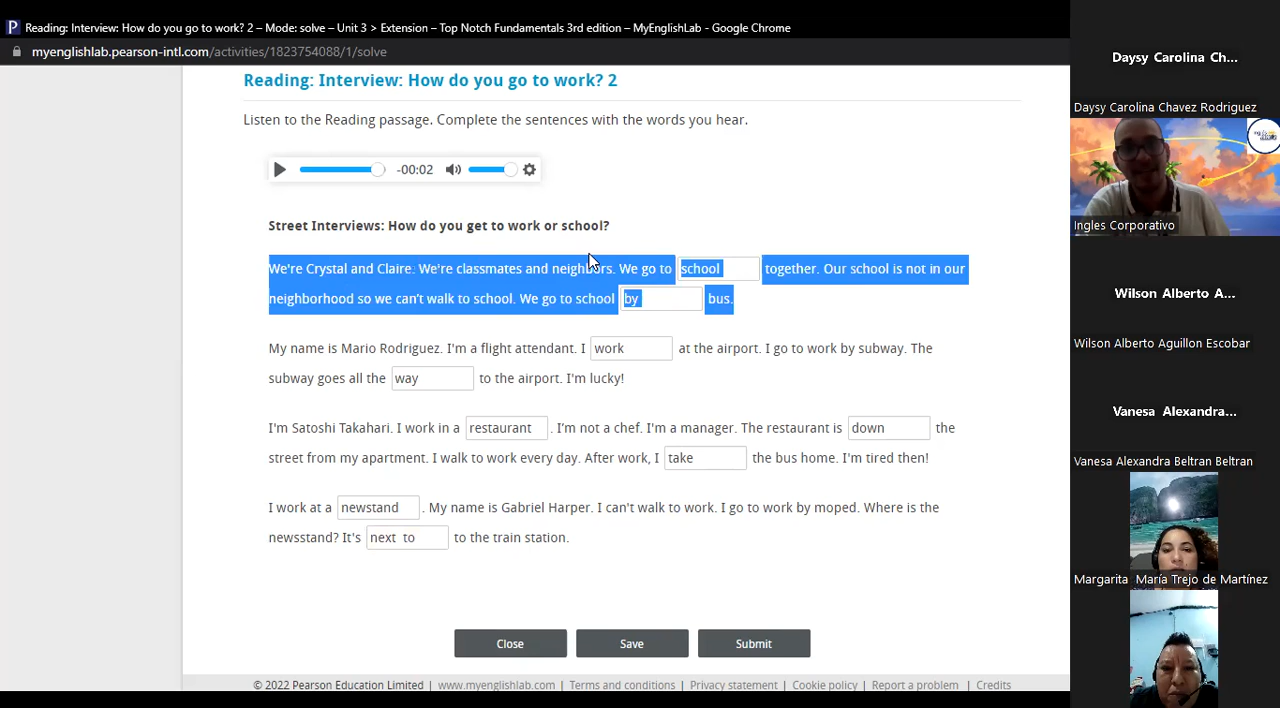 Reading: Interview: How do you go to work? 2 – Mode: solve – Unit 3 > Extension – Top Notch Fundamentals 3rd edition – MyEnglishLab - Google Chrome
myenglishlab.pearson-intl.com/activities/1823754088/1/solve
Reading: Interview: How do you go to work? 2
Listen to the Reading passage. Complete the sentences with the words you hear.
-00:02
Street Interviews: How do you get to work or school?
We're Crystal and Claire. We're classmates and neighbors. We go to school together. Our school is not in our
neighborhood so we can't walk to school. We go to school by bus.
My name is Mario Rodriguez. I'm a flight attendant. I work at the airport. I go to work by subway. The
subway goes all the way to the airport. I'm lucky!
I'm Satoshi Takahari. I work in a restaurant . I'm not a chef. I'm a manager. The restaurant is down the
street from my apartment. I walk to work every day. After work, I take the bus home. I'm tired then!
I work at a newstand . My name is Gabriel Harper. I can't walk to work. I go to work by moped. Where is the
newsstand? It's next to to the train station.
Close Save Submit
© 2022 Pearson Education Limited | www.myenglishlab.com | Terms and conditions | Privacy statement | Cookie policy | Report a problem | Credits
Daysy Carolina Ch...
Daysy Carolina Chavez Rodriguez
Ingles Corporativo
Wilson Alberto A...
Wilson Alberto Aguillon Escobar
Vanesa Alexandra...
Vanesa Alexandra Beltran Beltran
Margarita María Trejo de Martínez